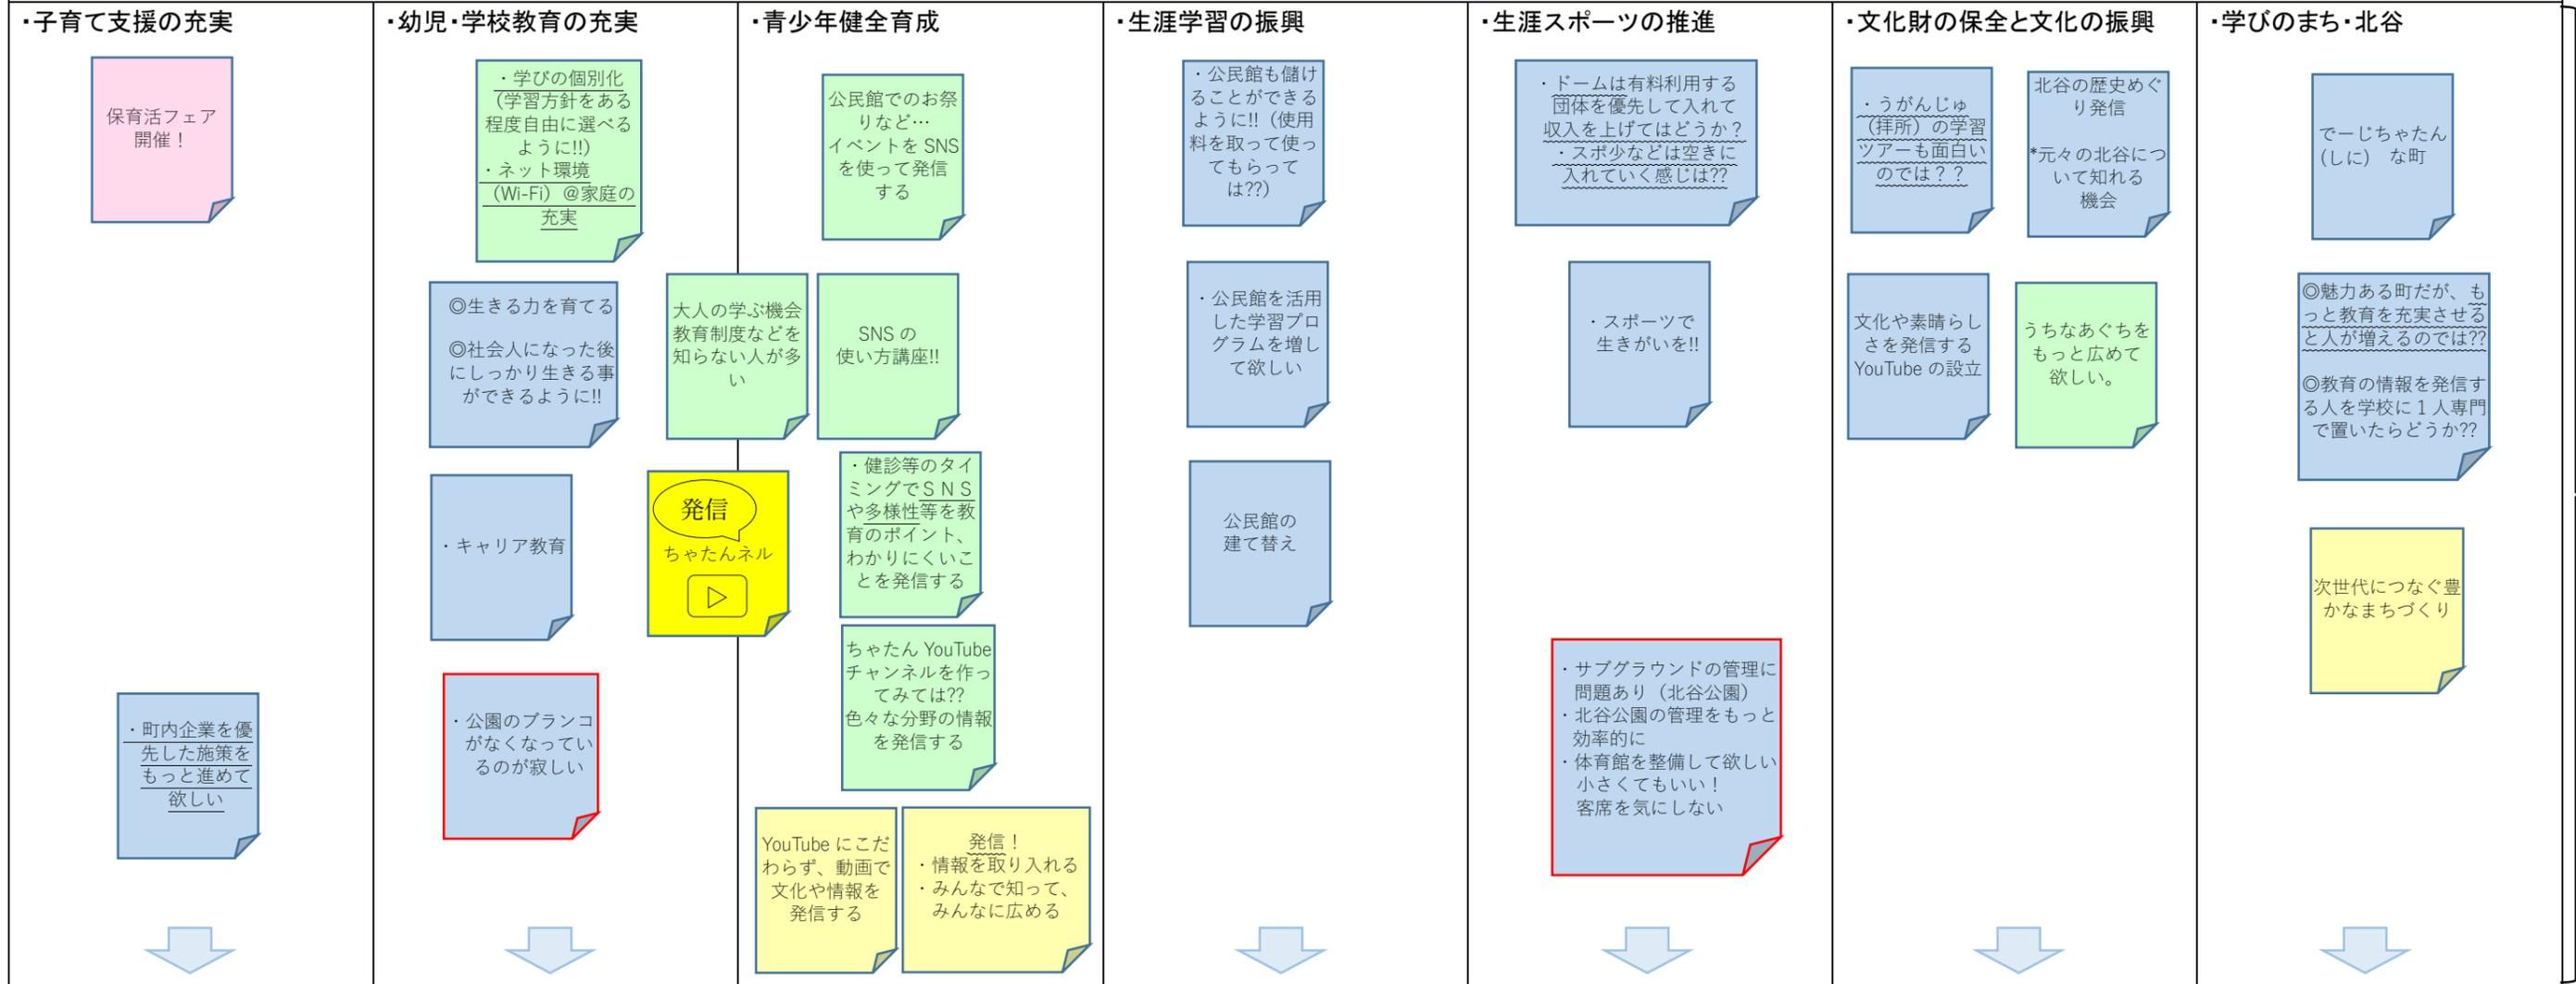 ・子育て支援の充実
保育活フェア
開催！
・町内企業を優
先した施策を
もっと進めて
欲しい
・幼児・学校教育の充実
・学びの個別化
（学習方針をある
程度自由に選べる
ように!!）
・ネット環境
（Wi-Fi）＠家庭の
充実
◎生きる力を育てる
◎社会人になった後
にしっかり生きる事
ができるように!!
・キャリア教育
・公園のブランコ
がなくなってい
るのが寂しい
大人の学ぶ機会
教育制度などを
知らない人が多
い
発信
ちゃたんネル
・青少年健全育成
公民館でのお祭
りなど…
イベントを SNS
を使って発信
する
SNS の
使い方講座!!
・健診等のタイ
ミングでＳＮＳ
や多様性等を教
育のポイント、
わかりにくいこ
とを発信する
ちゃたん YouTube
チャンネルを作っ
てみては??
色々な分野の情報
を発信する
YouTube にこだ
わらず、動画で
文化や情報を
発信する
発信！
・情報を取り入れる
・みんなで知って、
みんなに広める
・生涯学習の振興
・公民館も儲け
ることができる
ように!!（使用
料を取って使っ
てもらって
は??）
・公民館を活用
した学習プロ
グラムを増し
て欲しい
公民館の
建て替え
・生涯スポーツの推進
・ドームは有料利用する
団体を優先して入れて
収入を上げてはどうか？
・スポ少などは空きに
入れていく感じは??
・スポーツで
生きがいを!!
・サブグラウンドの管理に
問題あり（北谷公園）
・北谷公園の管理をもっと
効率的に
・体育館を整備して欲しい
小さくてもいい！
客席を気にしない
・文化財の保全と文化の振興
・うがんじゅ
（拝所）の学習
ツアーも面白い
のでは？？
北谷の歴史めぐ
り発信
*元々の北谷につ
いて知れる
機会
文化や素晴らし
さを発信する
YouTube の設立
うちなあぐちを
もっと広めて
欲しい。
・学びのまち・北谷
でーじちゃたん
（しに） な町
◎魅力ある町だが、も
っと教育を充実させる
と人が増えるのでは??
◎教育の情報を発信す
る人を学校に１人専門
で置いたらどうか??
次世代につなぐ豊
かなまちづくり